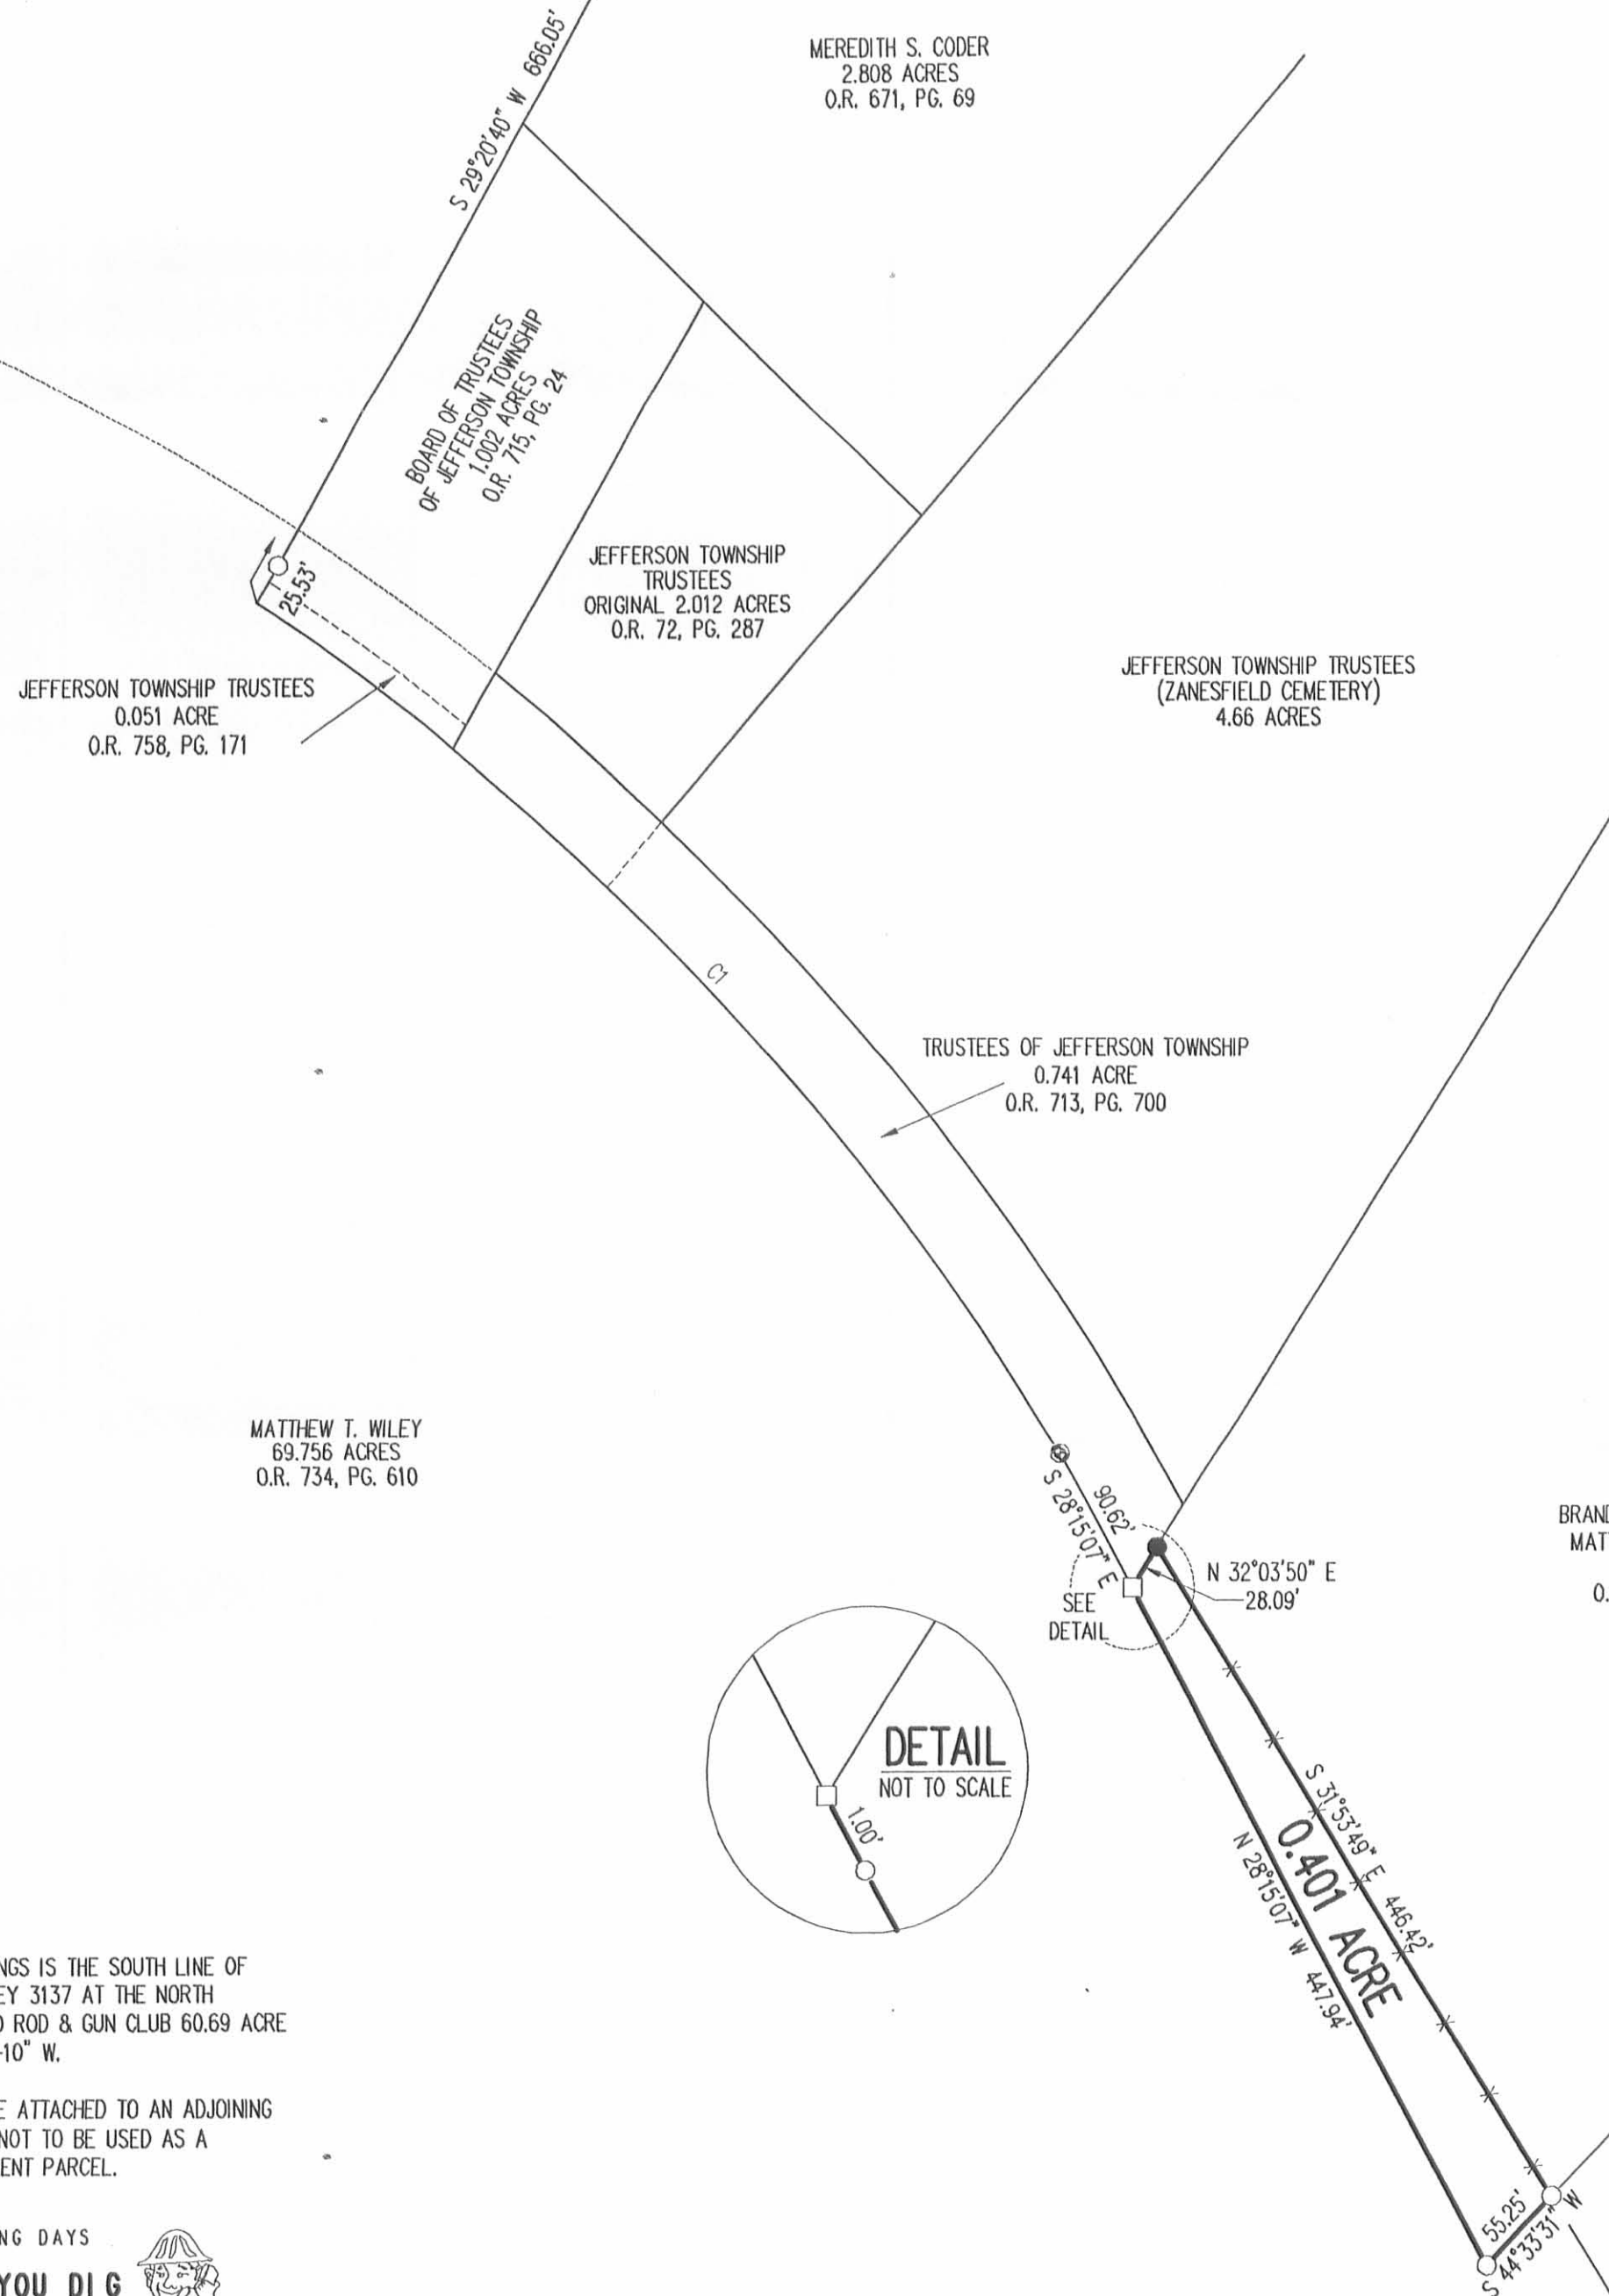 S 29°20'40" W 666.05'
MEREDITH S. CODER
2.808 ACRES
O.R. 671, PG. 69
BOARD OF TRUSTEES
OF JEFFERSON TOWNSHIP
1.002 ACRES
O.R. 715, PG. 24
25.53'
JEFFERSON TOWNSHIP
TRUSTEES
ORIGINAL 2.012 ACRES
O.R. 72, PG. 287
JEFFERSON TOWNSHIP TRUSTEES
(ZANESFIELD CEMETERY)
4.66 ACRES
JEFFERSON TOWNSHIP TRUSTEES
0.051 ACRE
O.R. 758, PG. 171
C1
TRUSTEES OF JEFFERSON TOWNSHIP
0.741 ACRE
O.R. 713, PG. 700
MATTHEW T. WILEY
69.756 ACRES
O.R. 734, PG. 610
S 28°15'07" E
90.62'
SEE
DETAIL
N 32°03'50" E
28.09'
BRAND
MAT
0.
DETAIL
NOT TO SCALE
1.00'
S 31°53'49" E 446.42'
0.401 ACRE
N 28°15'07" W 447.94'
55.25'
S 44°33'31" W
NGS IS THE SOUTH LINE OF
EY 3137 AT THE NORTH
ROD & GUN CLUB 60.69 ACRE
10" W.
E ATTACHED TO AN ADJOINING
NOT TO BE USED AS A
ENT PARCEL.
NG DAYS
YOU DIG